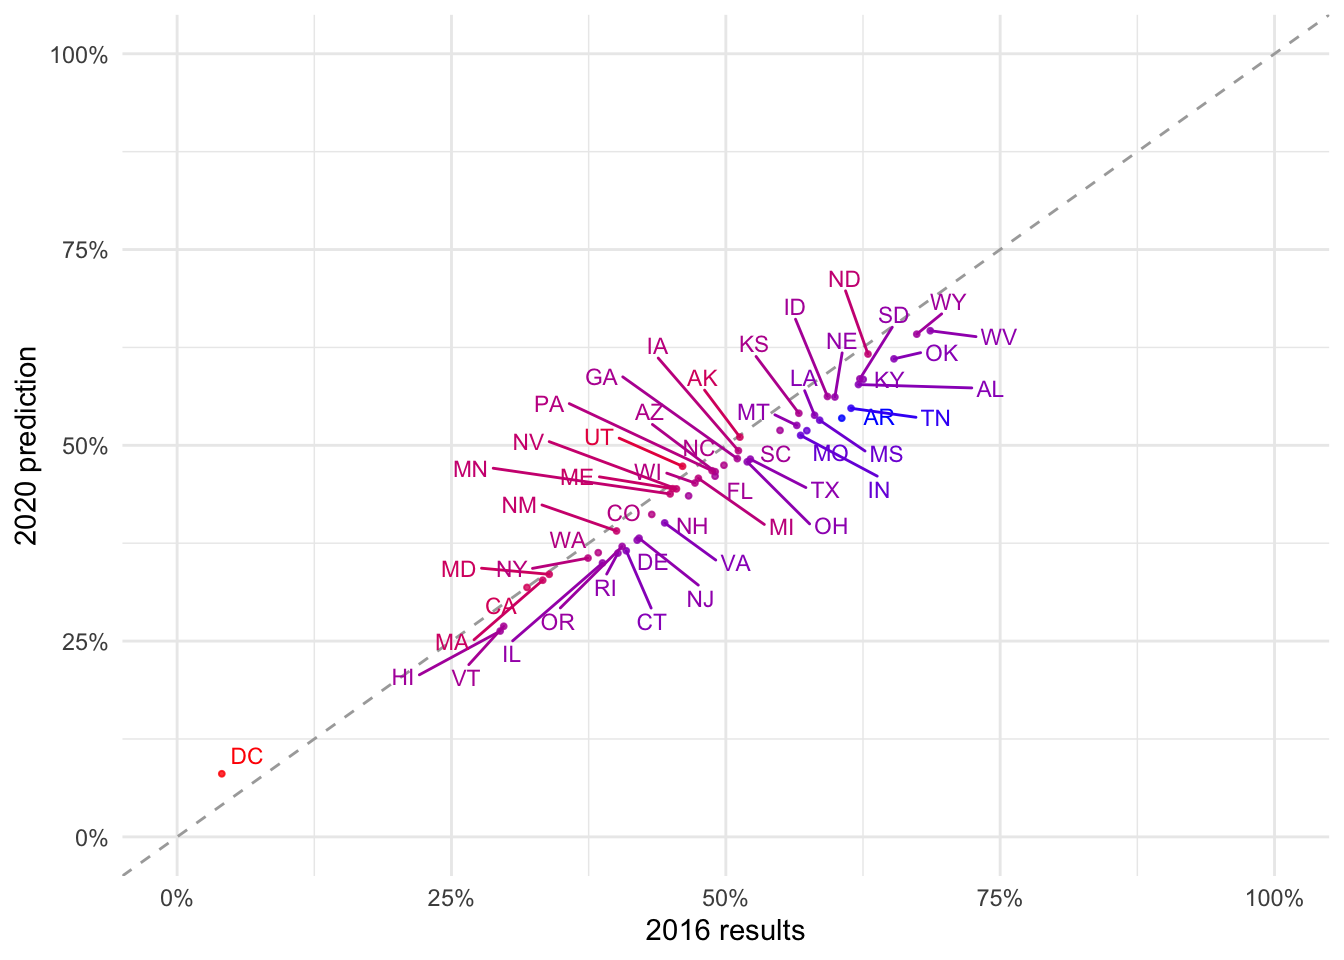 100%
75%
50%
25%
0%
2020 prediction
ND
ID
WY
SD
WV
IA
KS
NE
OK
GA
AK
LA
KY
AL
PA
AZ
MT
AR
TN
NV
UT
NC
SC
MO
MS
MN
ME
WI
FL
TX
IN
NM
CO
NH
MI
OH
WA
DE
VA
MD
NY
RI
NJ
CA
OR
CT
MA
IL
HI
VT
DC
0%
25%
50%
75%
100%
2016 results